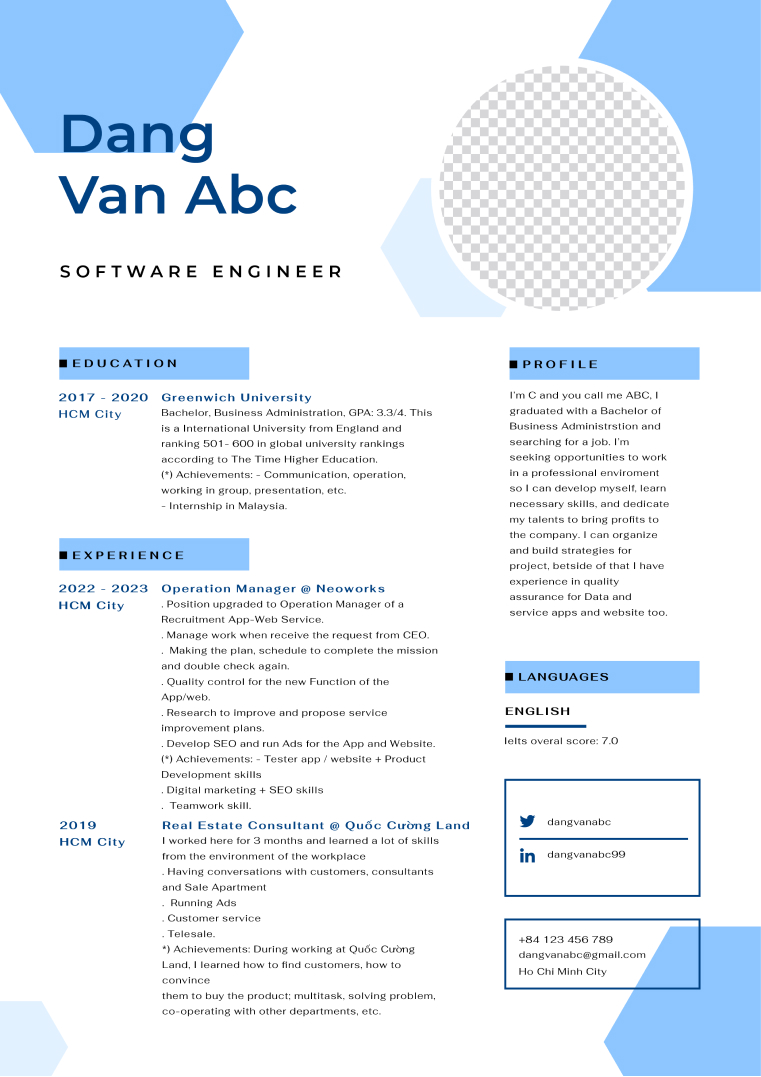 Dang
Van Abc
SOFTWARE ENGINEER
EDUCATION
2017 - 2020
HCM City
Greenwich University
Bachelor, Business Administration, GPA: 3.3/4. This
is a International University from England and
ranking 501- 600 in global university rankings
according to The Time Higher Education.
(*) Achievements: - Communication, operation,
working in group, presentation, etc.
- Internship in Malaysia.
EXPERIENCE
2022 - 2023
HCM City
Operation Manager @ Neoworks
. Position upgraded to Operation Manager of a
Recruitment App-Web Service.
. Manage work when receive the request from CEO.
. Making the plan, schedule to complete the mission
and double check again.
. Quality control for the new Function of the
App/web.
. Research to improve and propose service
improvement plans.
. Develop SEO and run Ads for the App and Website.
(*) Achievements: - Tester app / website + Product
Development skills
. Digital marketing + SEO skills
. Teamwork skill.
2019
HCM City
Real Estate Consultant @ Quốc Cường Land
I worked here for 3 months and learned a lot of skills
from the environment of the workplace
. Having conversations with customers, consultants
and Sale Apartment
. Running Ads
. Customer service
. Telesale.
*) Achievements: During working at Quốc Cường
Land, I learned how to find customers, how to
convince
them to buy the product; multitask, solving problem,
co-operating with other departments, etc.
PROFILE
I'm C and you call me ABC, I
graduated with a Bachelor of
Business Administrstion and
searching for a job. I'm
seeking opportunities to work
in a professional enviroment
so I can develop myself, learn
necessary skills, and dedicate
my talents to bring profits to
the company. I can organize
and build strategies for
project, betside of that I have
experience in quality
assurance for Data and
service apps and website too.
LANGUAGES
ENGLISH
Ielts overal score: 7.0
dangvanabc
dangvanabc99
+84 123 456 789
dangvanabc@gmail.com
Ho Chi Minh City